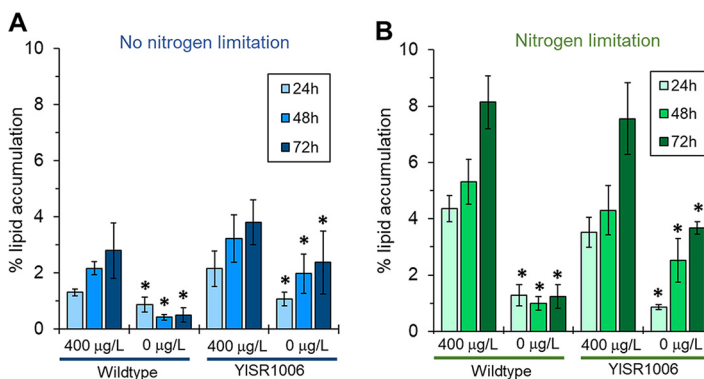 A
No nitrogen limitation
% lipid accumulation
10
8
6
4
2
0
24h
48h
72h
* * *
* * *
400 µg/L 0 µg/L 400 µg/L 0 µg/L
Wildtype YISR1006
B
Nitrogen limitation
% lipid accumulation
10
8
6
4
2
0
24h
48h
72h
* * *
* * *
400 µg/L 0 µg/L 400 µg/L 0 µg/L
Wildtype YISR1006